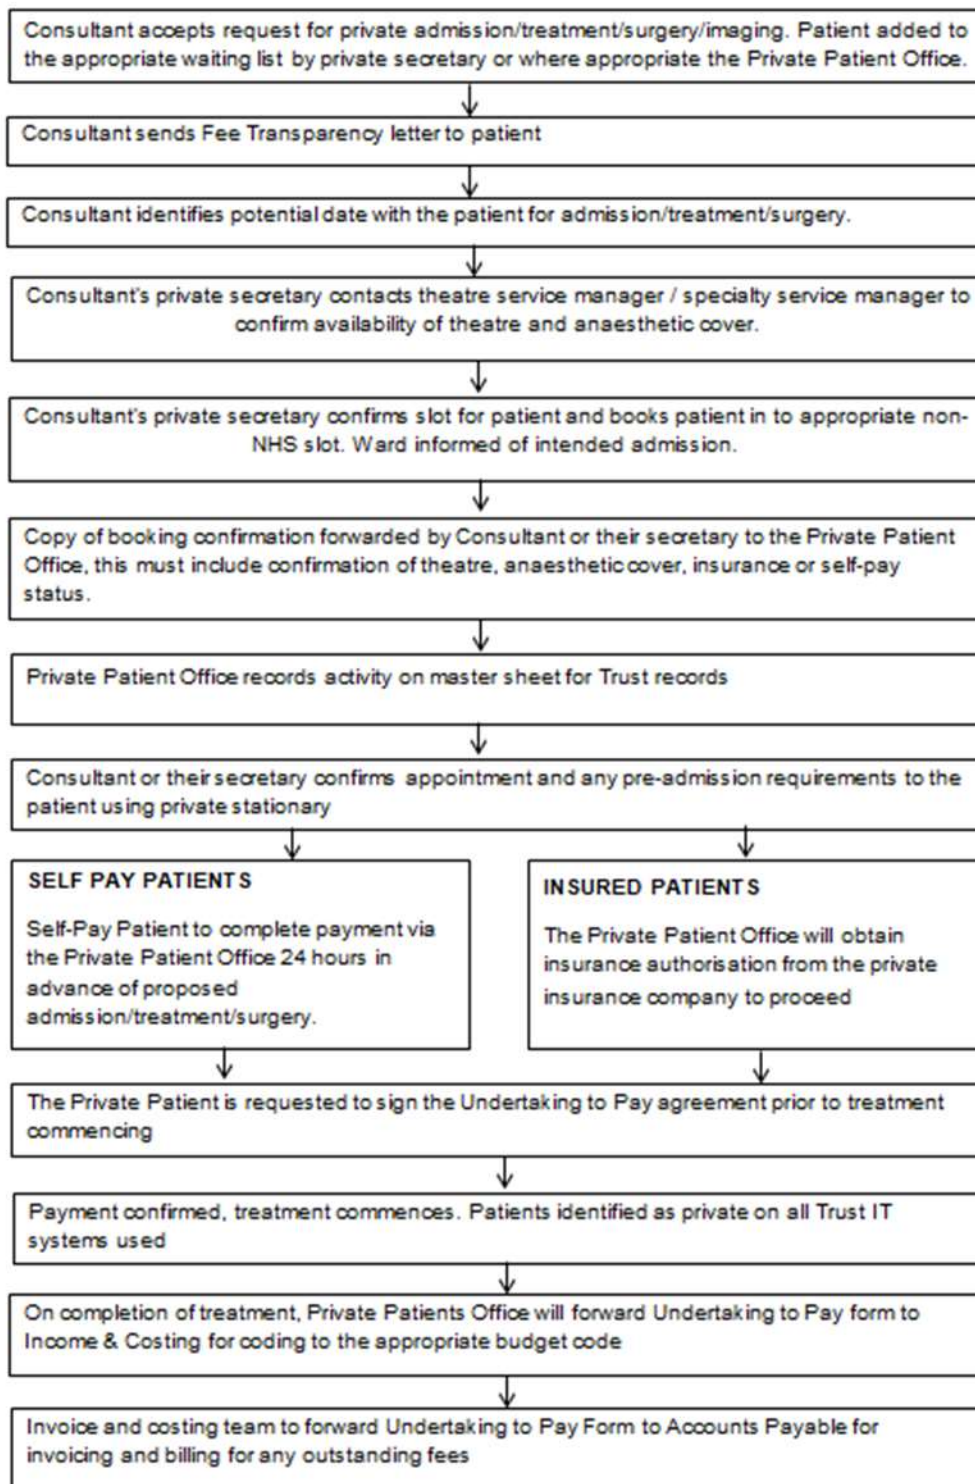 Consultant accepts request for private admission/treatment/surgery/imaging. Patient added to
the appropriate waiting list by private secretary or where appropriate the Private Patient Office.
Consultant sends Fee Transparency letter to patient
Consultant identifies potential date with the patient for admission/treatment/surgery.
Consultant's private secretary contacts theatre service manager / specialty service manager to
confirm availability of theatre and anaesthetic cover.
Consultant's private secretary confirms slot for patient and books patient in to appropriate non-
NHS slot. Ward informed of intended admission.
Copy of booking confirmation forwarded by Consultant or their secretary to the Private Patient
Office, this must include confirmation of theatre, anaesthetic cover, insurance or self-pay
status.
Private Patient Office records activity on master sheet for Trust records
Consultant or their secretary confirms appointment and any pre-admission requirements to the
patient using private stationary
SELF PAY PATIENTS
Self-Pay Patient to complete payment via
the Private Patient Office 24 hours in
advance of proposed
admission/treatment/surgery.
INSURED PATIENTS
The Private Patient Office will obtain
insurance authorisation from the private
insurance company to proceed
The Private Patient is requested to sign the Undertaking to Pay agreement prior to treatment
commencing
Payment confirmed, treatment commences. Patients identified as private on all Trust IT
systems used
On completion of treatment, Private Patients Office will forward Undertaking to Pay form to
Income & Costing for coding to the appropriate budget code
Invoice and costing team to forward Undertaking to Pay Form to Accounts Payable for
invoicing and billing for any outstanding fees